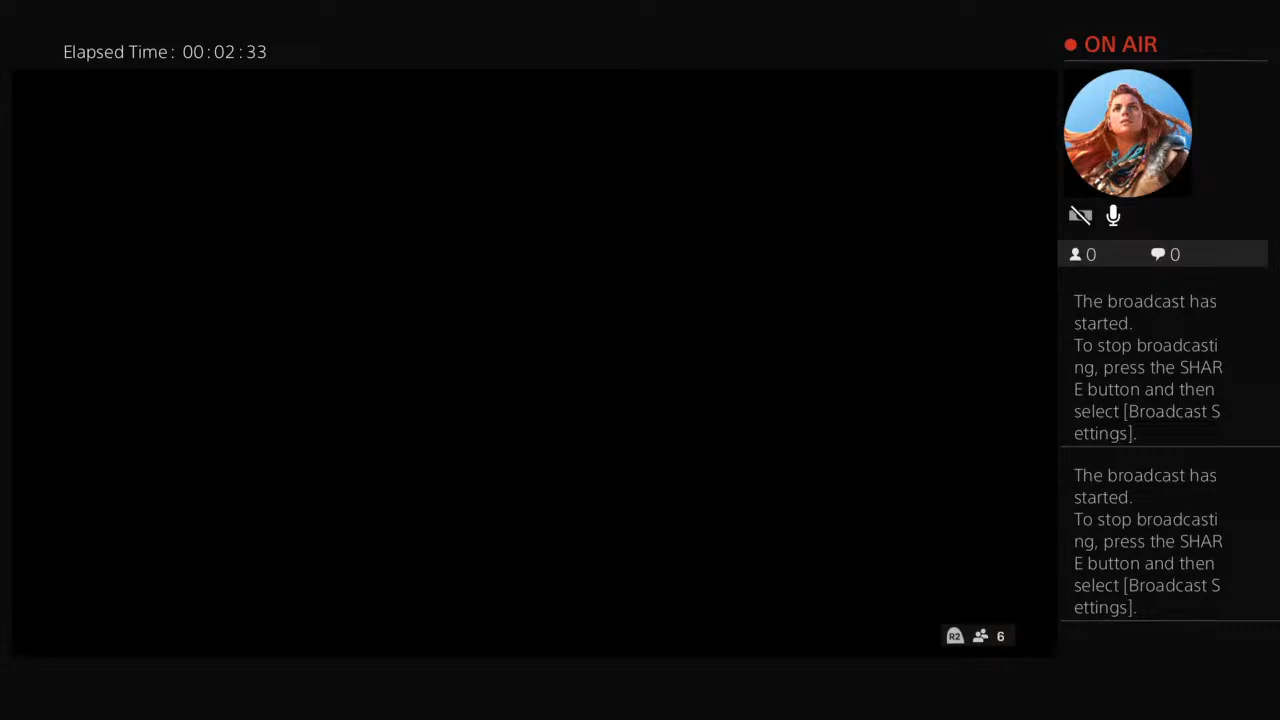 Elapsed Time: 00:02:33
ON AIR
0 0
The broadcast has
started.
To stop broadcasti
ng, press the SHAR
E button and then
select [Broadcast S
ettings].
The broadcast has
started.
To stop broadcasti
ng, press the SHAR
E button and then
select [Broadcast S
ettings].
R2 6